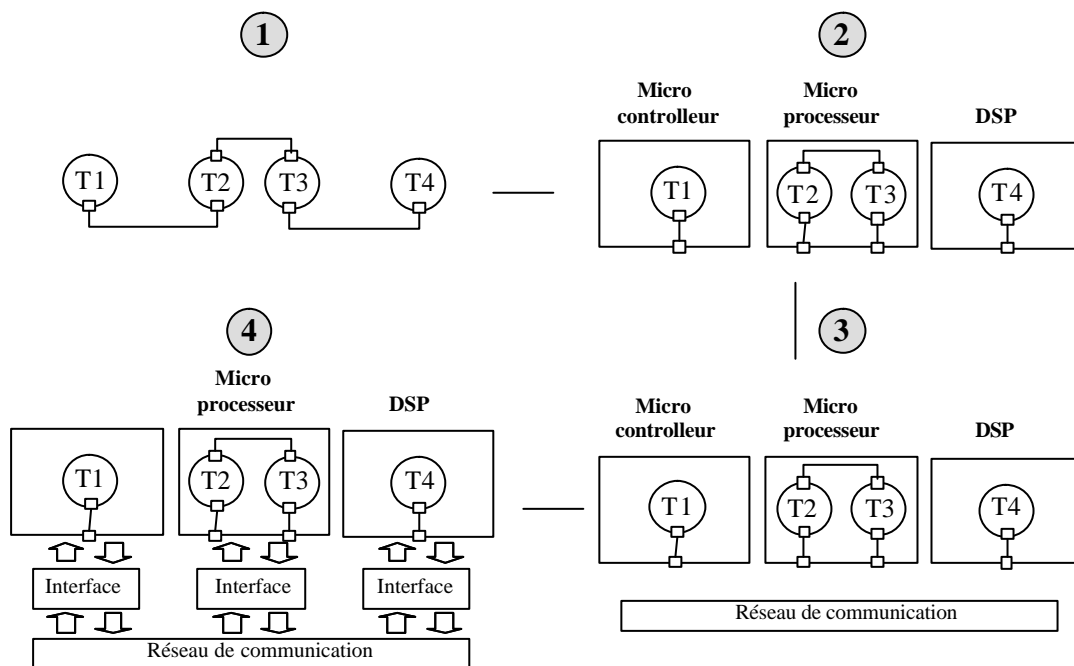 1
T1
T2
T3
T4
2
Micro
controlleur
Micro
processeur
DSP
T1
T2
T3
T4
4
Micro
processeur
DSP
T1
T2
T3
T4
Interface
Interface
Interface
Réseau de communication
3
Micro
controlleur
Micro
processeur
DSP
T1
T2
T3
T4
Réseau de communication